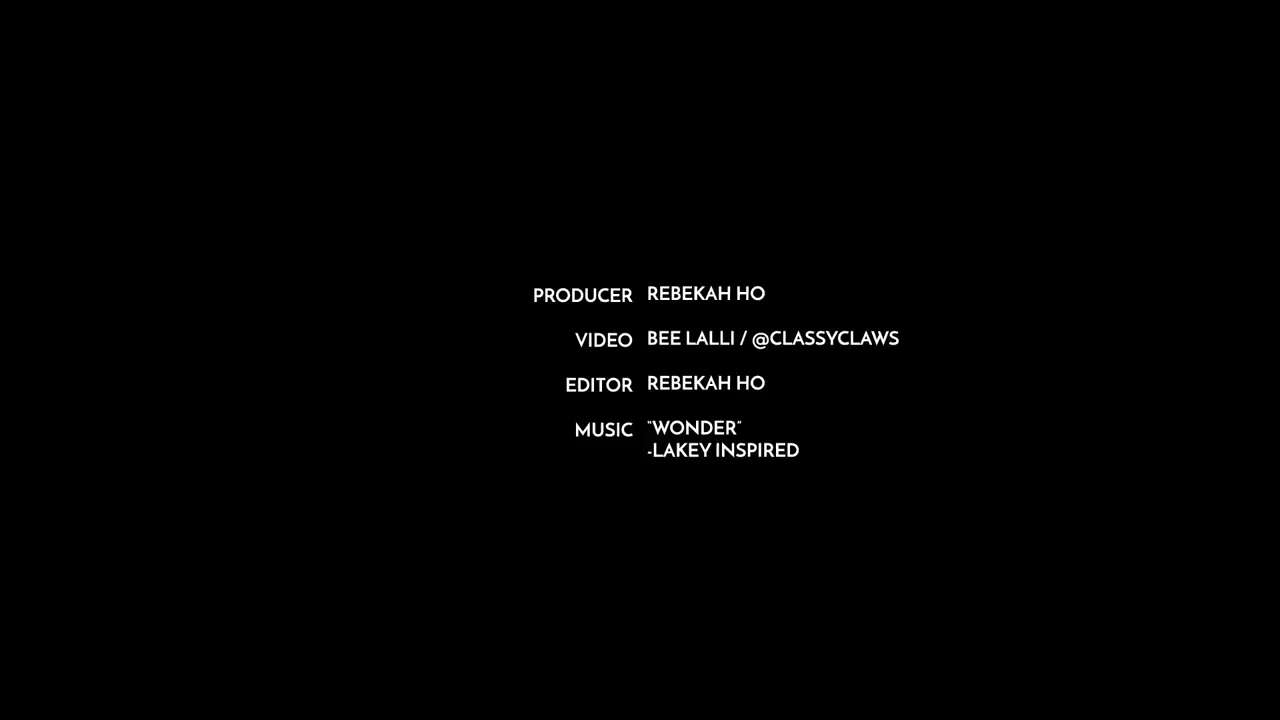 PRODUCER REBEKAH HO
VIDEO BEE LALLI / @CLASSYCLAWS
EDITOR REBEKAH HO
MUSIC "WONDER"
-LAKEY INSPIRED